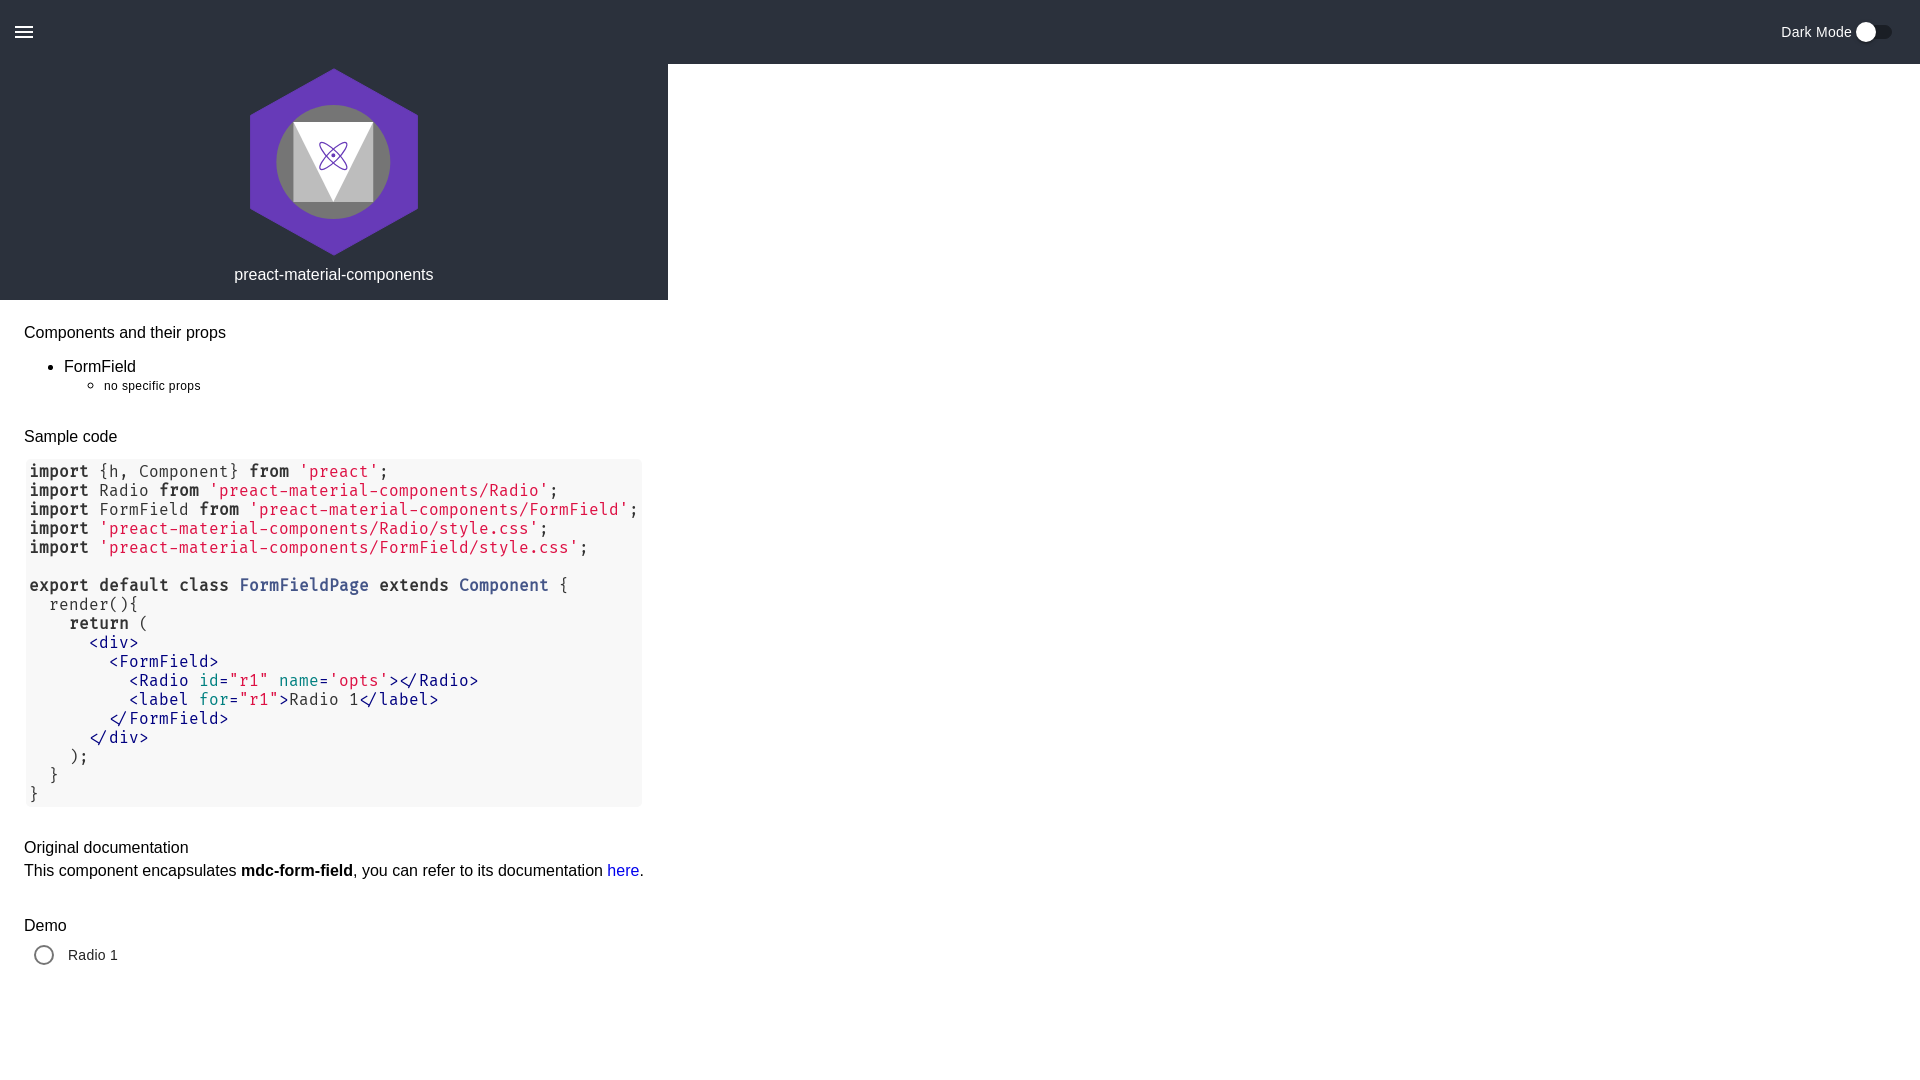 Dark Mode
preact-material-components
Components and their props
FormField
no specific props
Sample code
import {h, Component} from 'preact';
import Radio from 'preact-material-components/Radio';
import FormField from 'preact-material-components/FormField';
import 'preact-material-components/Radio/style.css';
import 'preact-material-components/FormField/style.css';
export default class FormFieldPage extends Component {
  render(){
    return (
      <div>
        <FormField>
          <Radio id="r1" name='opts'></Radio>
          <label for="r1">Radio 1</label>
        </FormField>
      </div>
    );
  }
}
Original documentation
This component encapsulates mdc-form-field, you can refer to its documentation here.
Demo
Radio 1